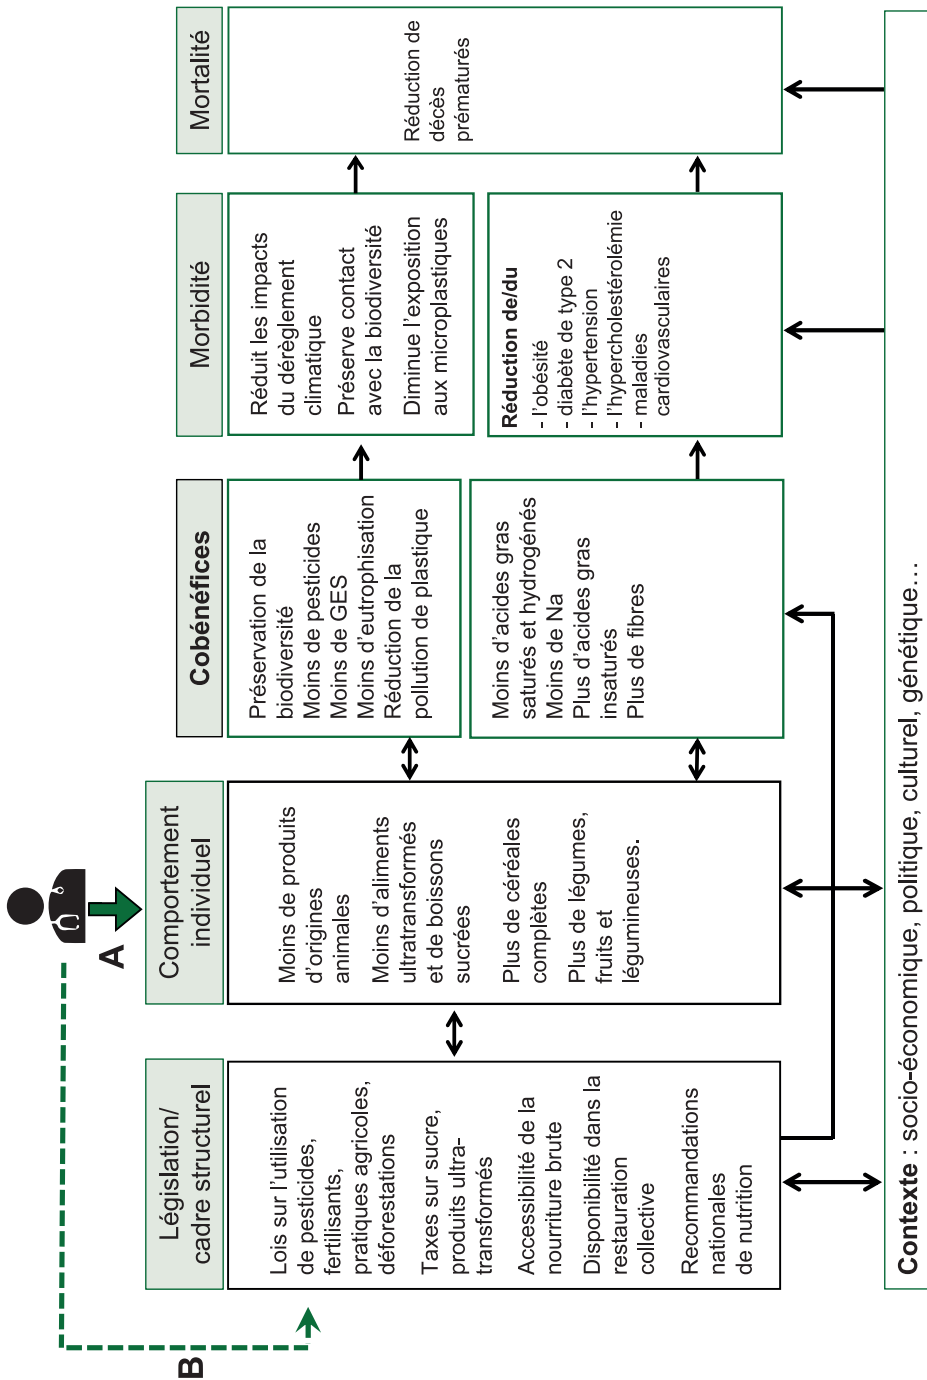 A
B
Législation/
cadre structurel
Lois sur l'utilisation
de pesticides,
fertilisants,
pratiques agricoles,
déforestations
Taxes sur sucre,
produits ultra-
transformés
Accessibilité de la
nourriture brute
Disponibilité dans la
restauration
collective
Recommandations
nationales
de nutrition
Comportement
individuel
Moins de produits
d'origines
animales
Moins d'aliments
ultratransformés
et de boissons
sucrées
Plus de céréales
complètes
Plus de légumes,
fruits et
légumineuses.
Cobénéfices
Préservation de la
biodiversité
Moins de pesticides
Moins de GES
Moins d'eutrophisation
Réduction de la
pollution de plastique
Moins d'acides gras
saturés et hydrogénés
Moins de Na
Plus d'acides gras
insaturés
Plus de fibres
Morbidité
Réduit les impacts
du dérèglement
climatique
Préserve contact
avec la biodiversité
Diminue l'exposition
aux microplastiques
Réduction de/du
- l'obésité
- diabète de type 2
- l'hypertension
- l'hypercholestérolémie
- maladies
cardiovasculaires
Mortalité
Réduction de
décès
prématurés
Contexte : socio-économique, politique, culturel, génétique…